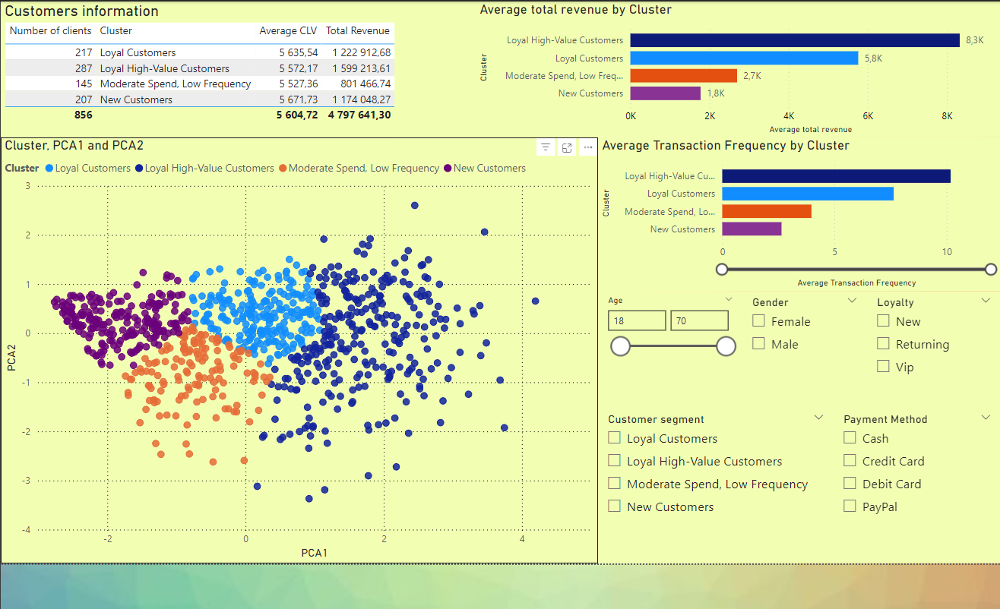 Customers information
Number of clients Cluster Average CLV Total Revenue
217 Loyal Customers 5 635,54 1 222 912,68
287 Loyal High-Value Customers 5 572,17 1 599 213,61
145 Moderate Spend, Low Frequency 5 527,36 801 466,74
207 New Customers 5 671,73 1 174 048,27
856 5 604,72 4 797 641,30
Average total revenue by Cluster
Cluster
Loyal High-Value Customers 8,3K
Loyal Customers 5,8K
Moderate Spend, Low Freq... 2,7K
New Customers 1,8K
0K 2K 4K 6K 8K
Average total revenue
Cluster, PCA1 and PCA2
Cluster Loyal Customers Loyal High-Value Customers Moderate Spend, Low Frequency New Customers
PCA2
3
2
1
0
-1
-2
-3
-4
-2 0 2 4
PCA1
Average Transaction Frequency by Cluster
Cluster
Loyal High-Value Cu...
Loyal Customers
Moderate Spend, Lo...
New Customers
0 5 10
Average Transaction Frequency
Age
18 70
Gender
Female
Male
Loyalty
New
Returning
Vip
Customer segment
Loyal Customers
Loyal High-Value Customers
Moderate Spend, Low Frequency
New Customers
Payment Method
Cash
Credit Card
Debit Card
PayPal